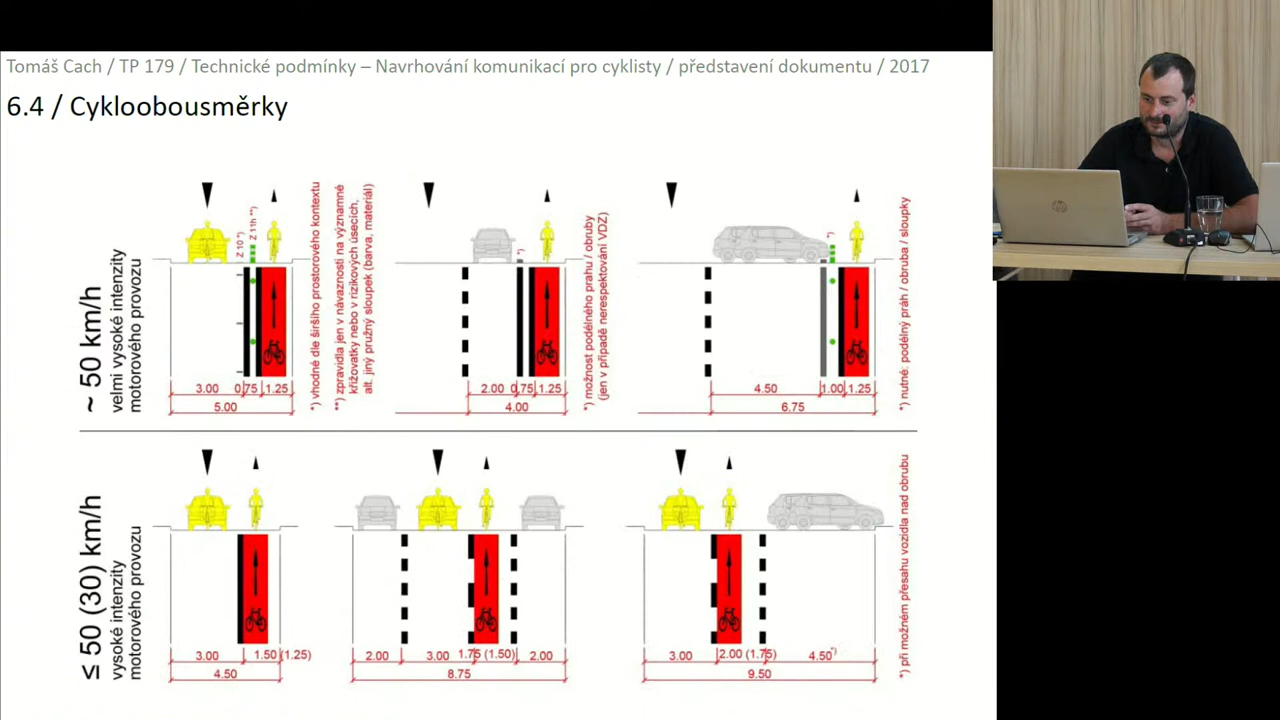 Tomáš Cach / TP 179 / Technické podmínky – Navrhování komunikací pro cyklisty / představení dokumentu / 2017
6.4 / Cykloobousměrky
~ 50 km/h
velmi vysoké intenzity
motorového provozu
Z 10 *)
Z 11h **)
3.00 0.75 1.25
5.00
*) vhodné dle širšího prostorového kontextu
**) zpravidla jen v návaznosti na významné
křižovatky nebo v rizikových úsecích,
alt. jiný pružný sloupek (barva, materiál)
*)
2.00 0.75 1.25
4.00
*) možnost podélného prahu / obruby
(jen v případě nerespektování VDZ)
*)
4.50 1.00 1.25
6.75
*) nutné: podélný práh / obruba / sloupky
≤ 50 (30) km/h
vysoké intenzity
motorového provozu
3.00 1.50 (1.25)
4.50
2.00 3.00 1.75 (1.50) 2.00
8.75
3.00 2.00 (1.75) 4.50*)
9.50
*) při možném přesahu vozidla nad obrubu
hp